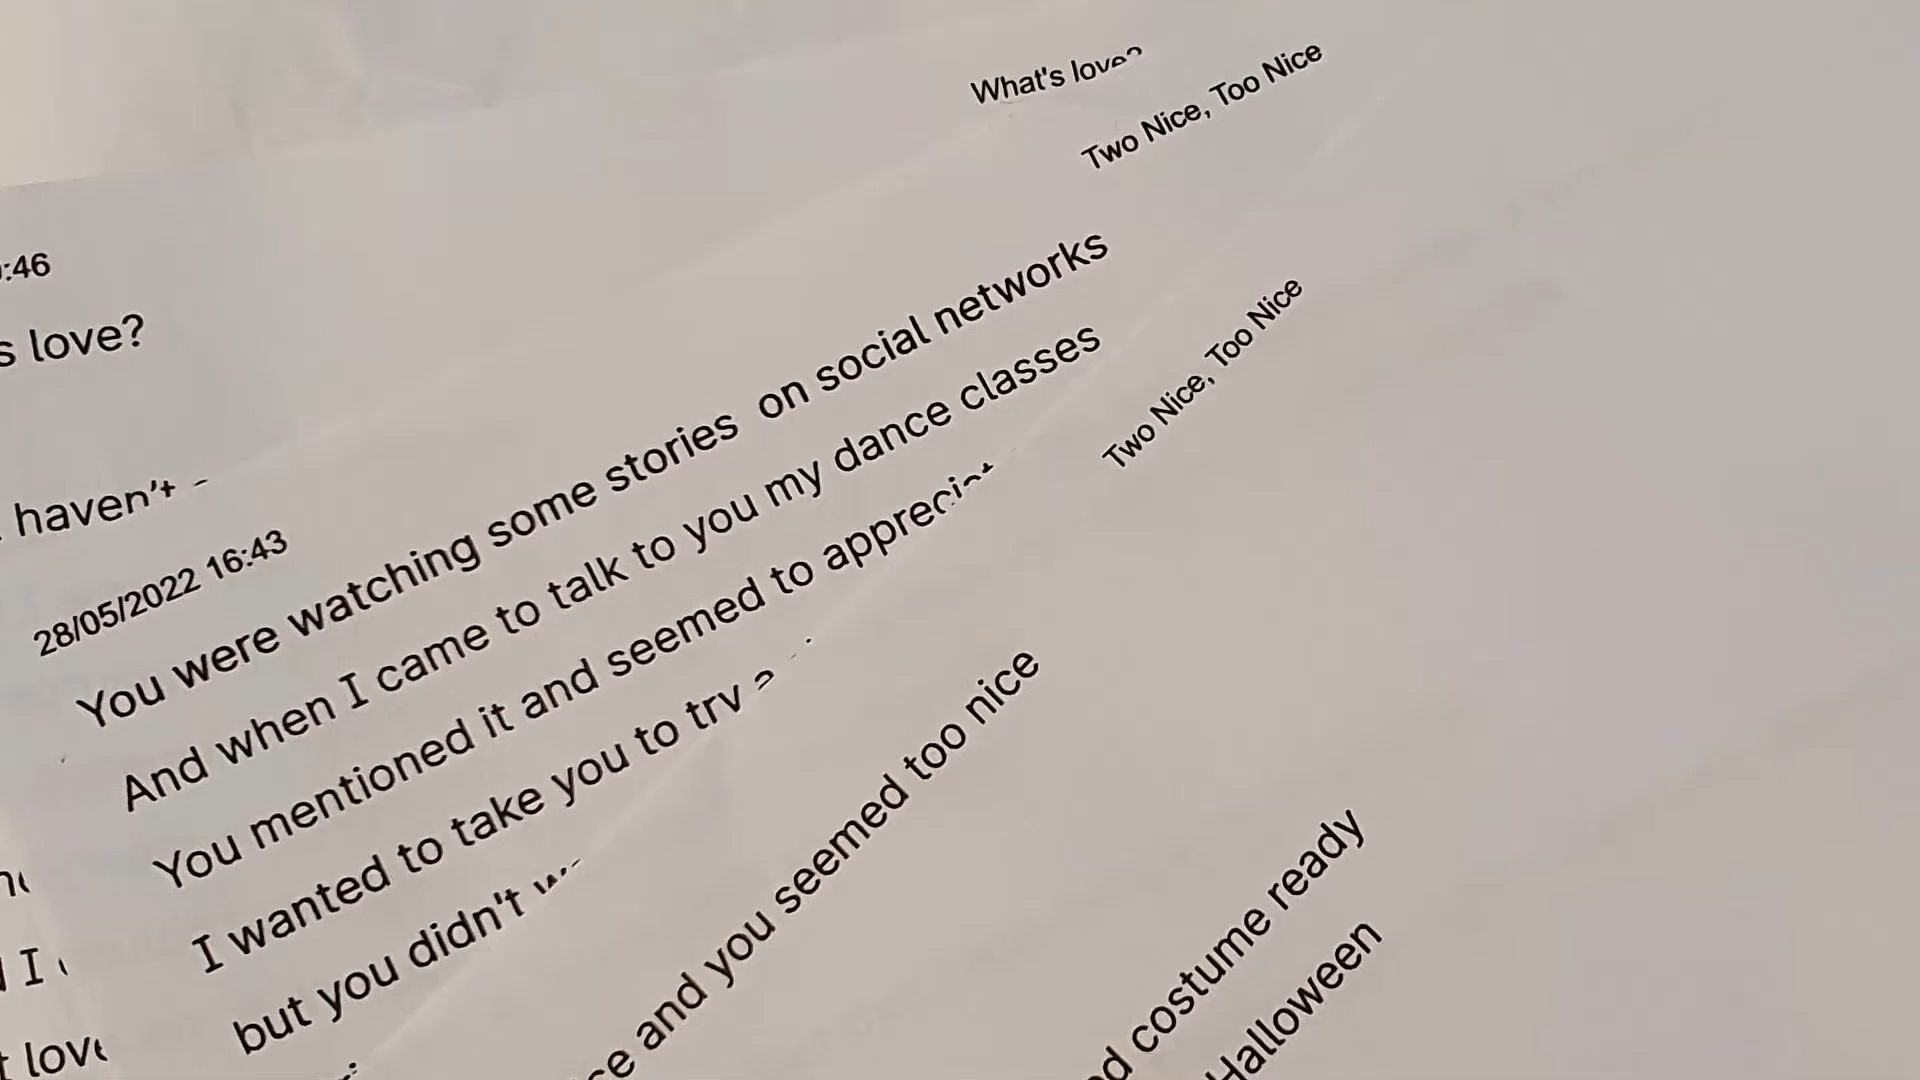 What's love?
Two Nice, Too Nice
:46
s love?
haven't
28/05/2022 16:43
You were watching some stories on social networks
And when I came to talk to you my dance classes
You mentioned it and seemed to
I wanted to take you to try
but you didn't
I
Two Nice, Too Nice
and you seemed too nice
costume ready
Halloween